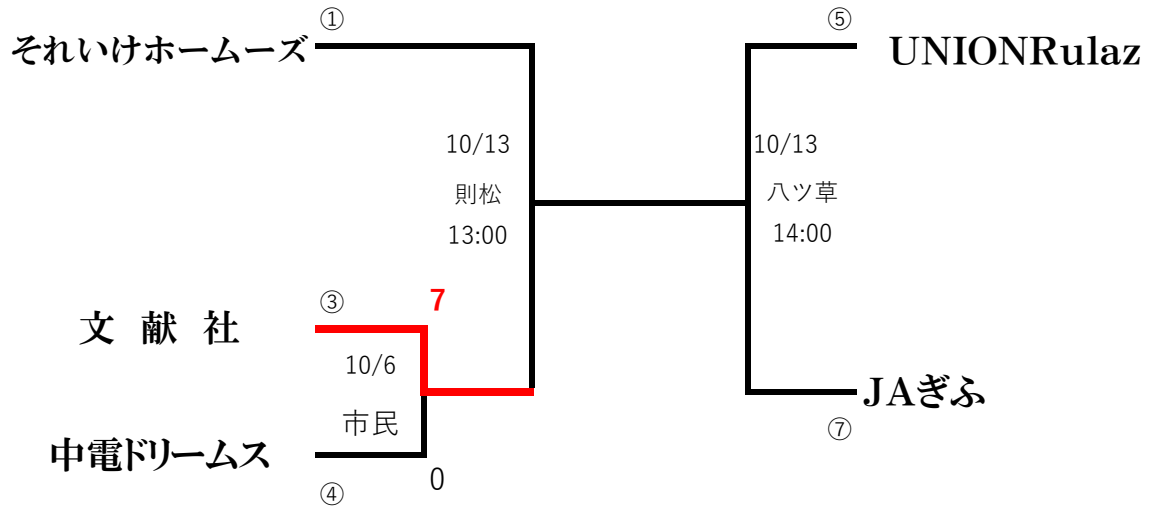 ①
それいけホームーズ
10/13
則松
13:00
③
7
文　献　社
10/6
市民
中電ドリームス
0
④
⑤
UNIONRulaz
10/13
八ツ草
14:00
JAぎふ
⑦